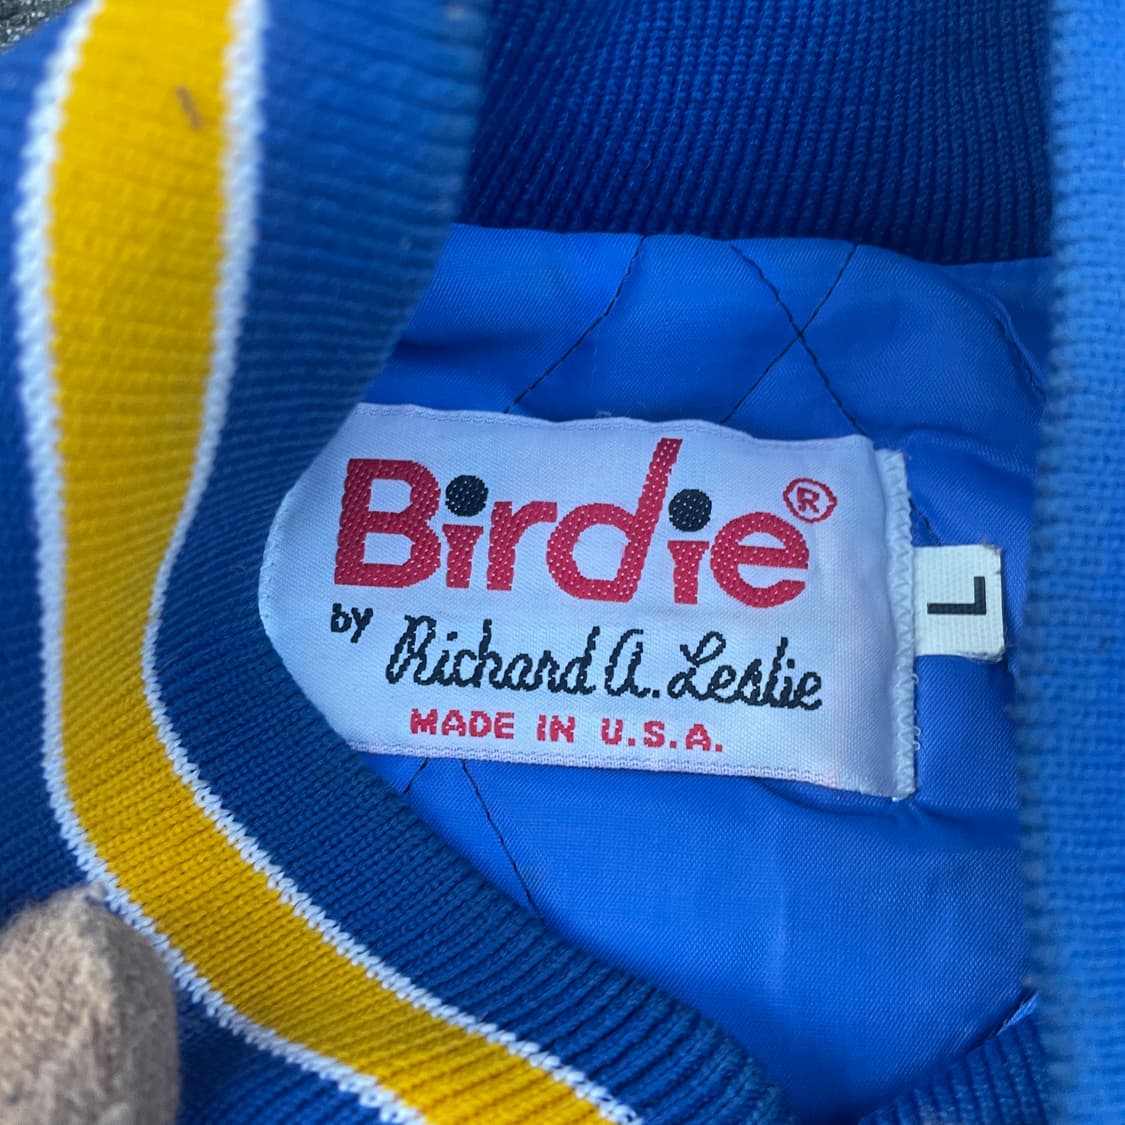 Birdie®
by Richard A. Leslie
MADE IN U.S.A.
L